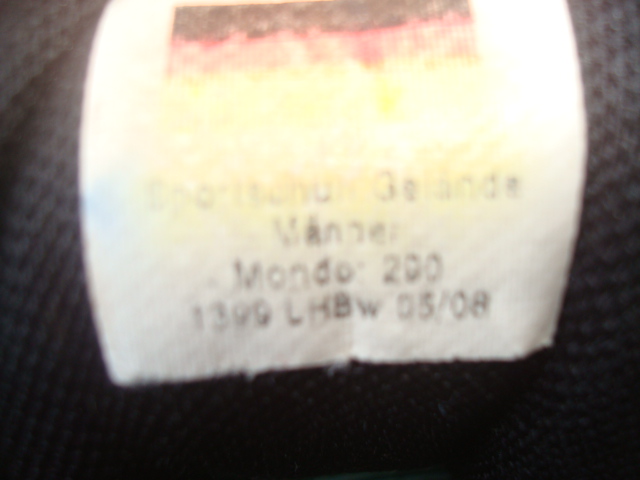 Sportschuh Gelände
Männer
Mondo: 290
1399 LHBw 05/08